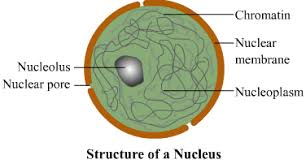 Chromatin
Nuclear
membrane
Nucleolus
Nuclear pore
Nucleoplasm
Structure of a Nucleus